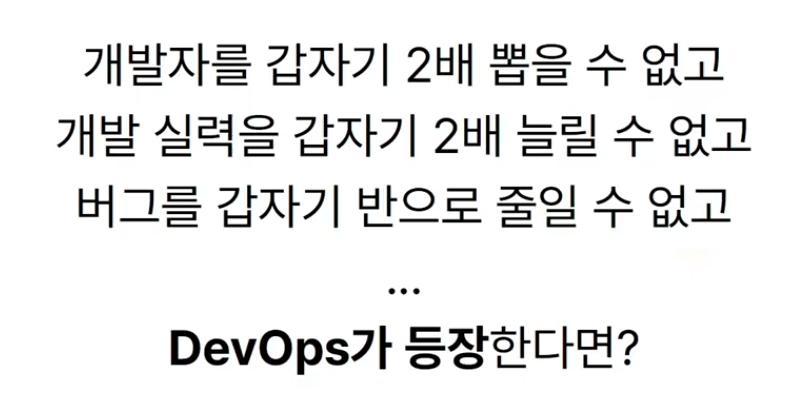 개발자를 갑자기 2배 뽑을 수 없고
개발 실력을 갑자기 2배 늘릴 수 없고
버그를 갑자기 반으로 줄일 수 없고
...
DevOps가 등장한다면?